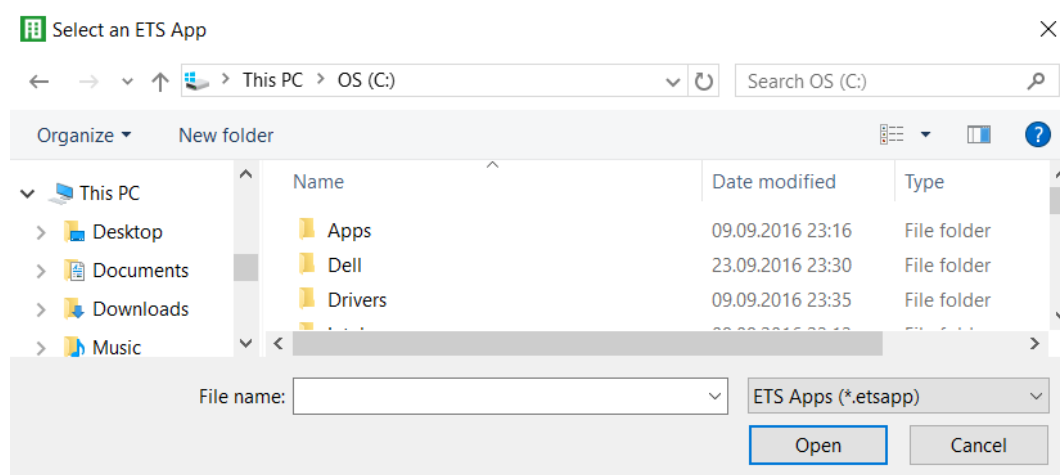 Select an ETS App
This PC > OS (C:)
Search OS (C:)
Organize
New folder
?
This PC
Desktop
Documents
Downloads
Music
Name
Date modified
Type
Apps
09.09.2016 23:16
File folder
Dell
23.09.2016 23:30
File folder
Drivers
09.09.2016 23:35
File folder
File name:
ETS Apps (*.etsapp)
Open
Cancel